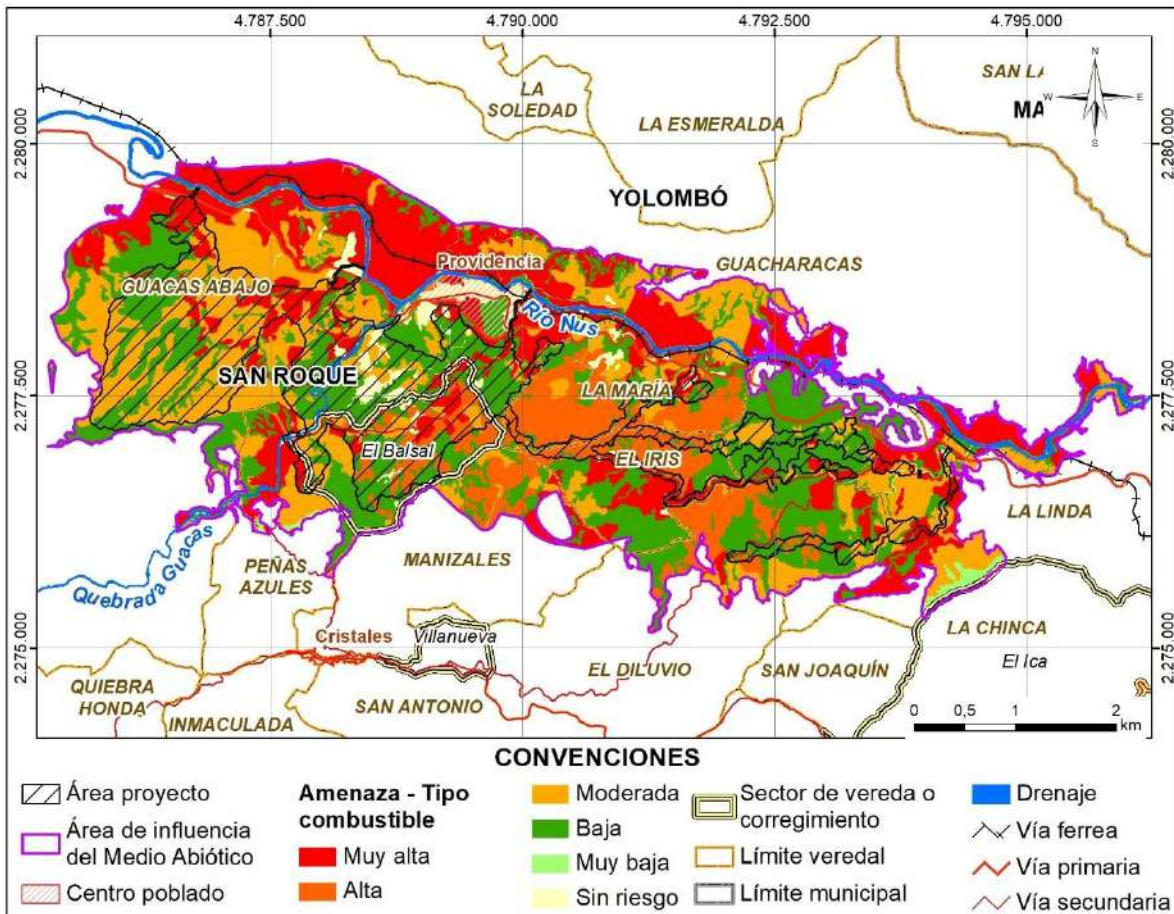 4.787.500
4.790.000
4.792.500
4.795.000
2.280.000
2.280.000
2.277.500
2.277.500
2.275.000
2.275.000
N
W
E
S
LA
SOLEDAD
LA ESMERALDA
SAN LA
MA
YOLOMBÓ
GUACHARACAS
Providencia
GUACAS ABAJO
Río Nus
SAN ROQUE
LA MARÍA
El Balsal
EL IRIS
LA LINDA
Quebrada Guacas
PEÑAS
AZULES
MANIZALES
LA CHINCA
Cristales
Villanueva
El Ica
QUIEBRA
HONDA
INMACULADA
SAN ANTONIO
EL DILUVIO
SAN JOAQUÍN
0 0,5 1 2
km
CONVENCIONES
Área proyecto
Área de influencia
del Medio Abiótico
Centro poblado
Amenaza - Tipo
combustible
Muy alta
Alta
Moderada
Baja
Muy baja
Sin riesgo
Sector de vereda o
corregimiento
Límite veredal
Límite municipal
Drenaje
Vía ferrea
Vía primaria
Vía secundaria